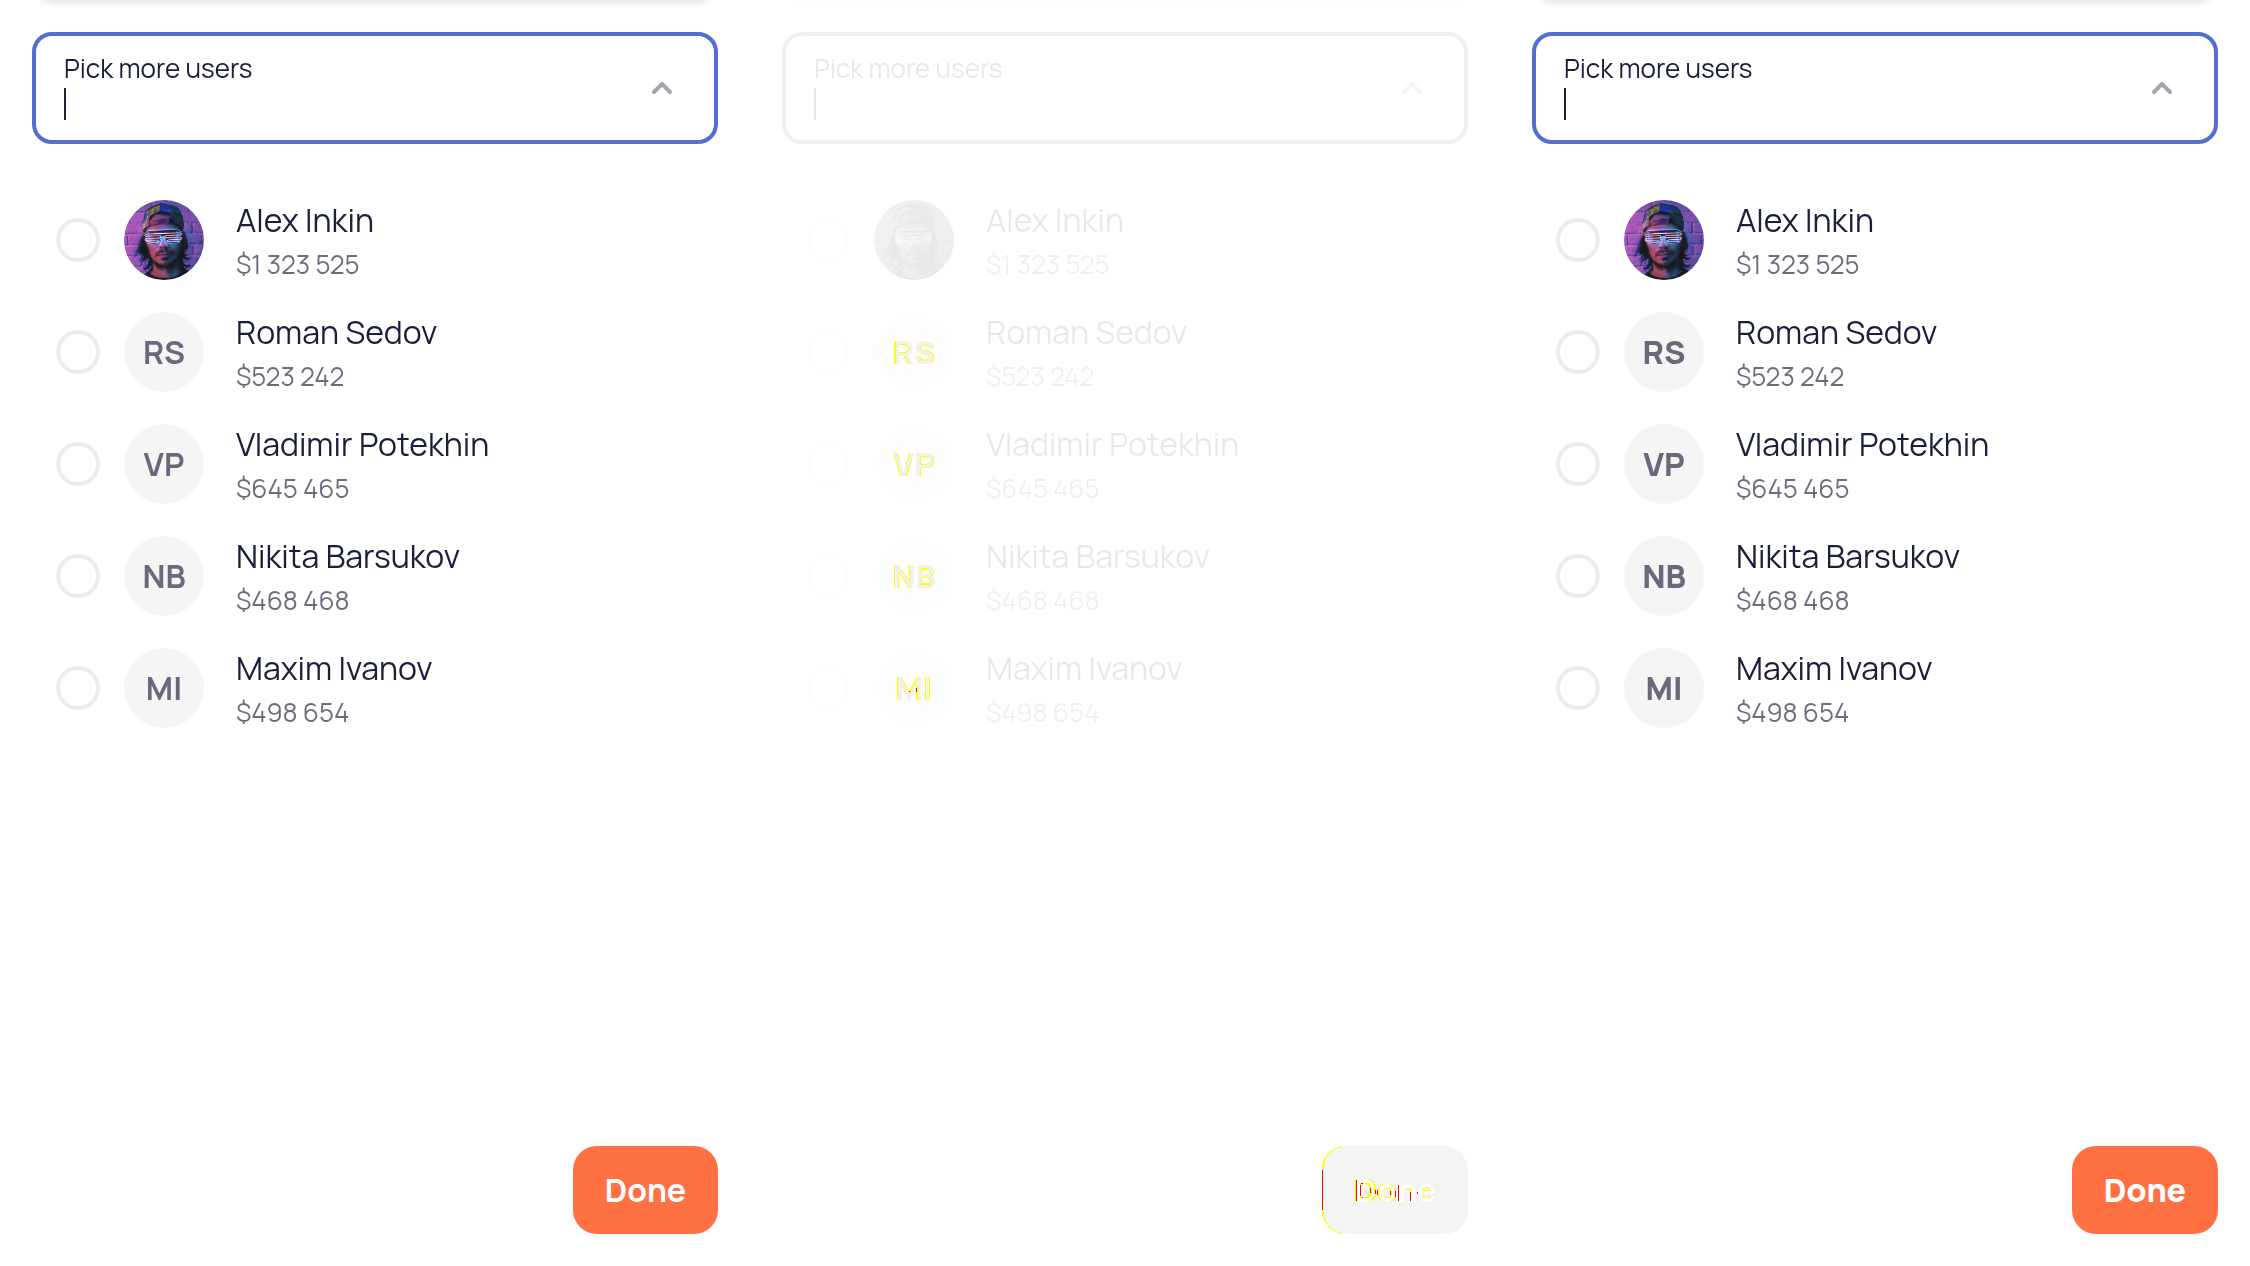 Pick more users
Alex Inkin
$1 323 525
RS
Roman Sedov
$523 242
VP
Vladimir Potekhin
$645 465
NB
Nikita Barsukov
$468 468
MI
Maxim Ivanov
$498 654
Done
Pick more users
Alex Inkin
$1 323 525
RS
Roman Sedov
$523 242
VP
Vladimir Potekhin
$645 465
NB
Nikita Barsukov
$468 468
MI
Maxim Ivanov
$498 654
Done
Pick more users
Alex Inkin
$1 323 525
RS
Roman Sedov
$523 242
VP
Vladimir Potekhin
$645 465
NB
Nikita Barsukov
$468 468
MI
Maxim Ivanov
$498 654
Done